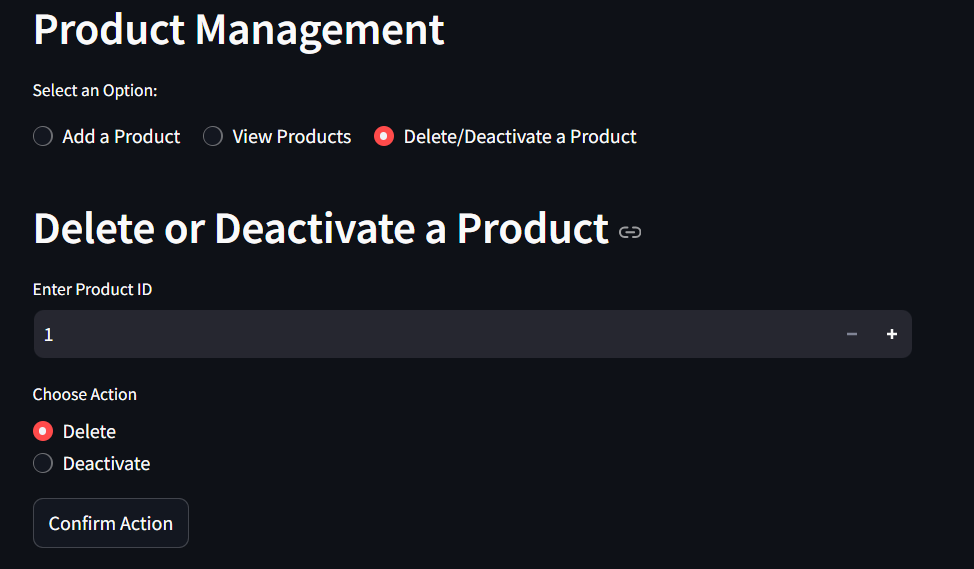 Product Management
Select an Option:
Add a Product View Products Delete/Deactivate a Product
Delete or Deactivate a Product
Enter Product ID
1 − +
Choose Action
Delete
Deactivate
Confirm Action